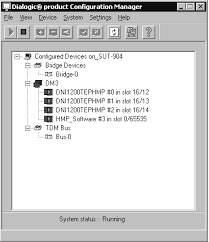 Dialogic® product Configuration Manager
File View Device System Settings Help
Configured Devices on_SUT-904
Bridge Devices
Bridge-0
DM3
DNI1200TEPHMP #0 in slot 16/12
DNI1200TEPHMP #1 in slot 16/13
DNI1200TEPHMP #2 in slot 16/14
HMP_Software #3 in slot 0/65535
TDM Bus
Bus-0
System status : Running